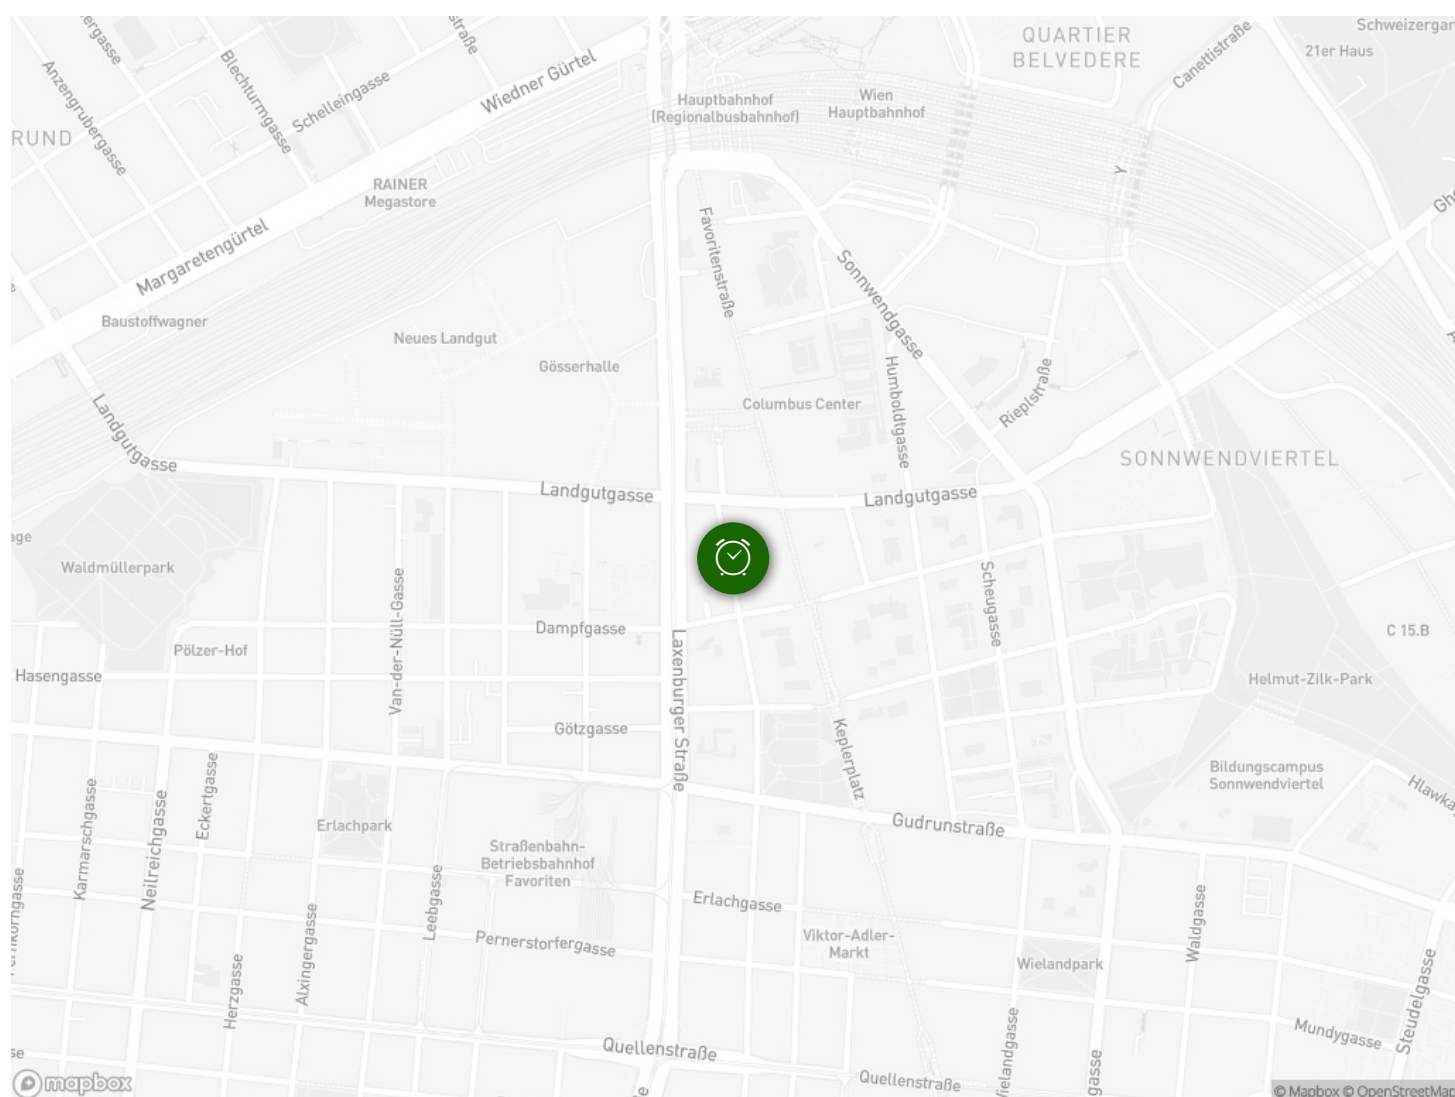 QUARTIER
BELVEDERE
Canettistraße
21er Haus
Blechturmgasse
Anzengrubergasse
Schelleingasse
Wiedner Gürtel
Hauptbahnhof
(Regionalbusbahnhof)
Wien
Hauptbahnhof
RUND
RAINER
Megastore
Margaretengürtel
Favoritenstraße
Sonnwendgasse
Baustoffwagner
Neues Landgut
Gösserhalle
Columbus Center
Humboldtgasse
Rieplstraße
Landgutgasse
SONNWENDVIERTEL
Landgutgasse
Landgutgasse
Waldmüllerpark
Van-der-Nüll-Gasse
Scheugasse
Dampfgasse
C 15.B
Pölzer-Hof
Hasengasse
Laxenburger Straße
Helmut-Zilk-Park
Götzgasse
Keplerplatz
Bildungscampus
Sonnwendviertel
Eckertgasse
Karmarschgasse
Neilreichgasse
Erlachpark
Gudrunstraße
Straßenbahn-
Betriebsbahnhof
Favoriten
Leebgasse
Erlachgasse
Waldgasse
Alxingergasse
Pernerstorfergasse
Viktor-Adler-
Markt
Wielandpark
Herzgasse
Steudelgasse
Mundygasse
Quellenstraße
Quellenstraße
mapbox
© Mapbox © OpenStreetMap